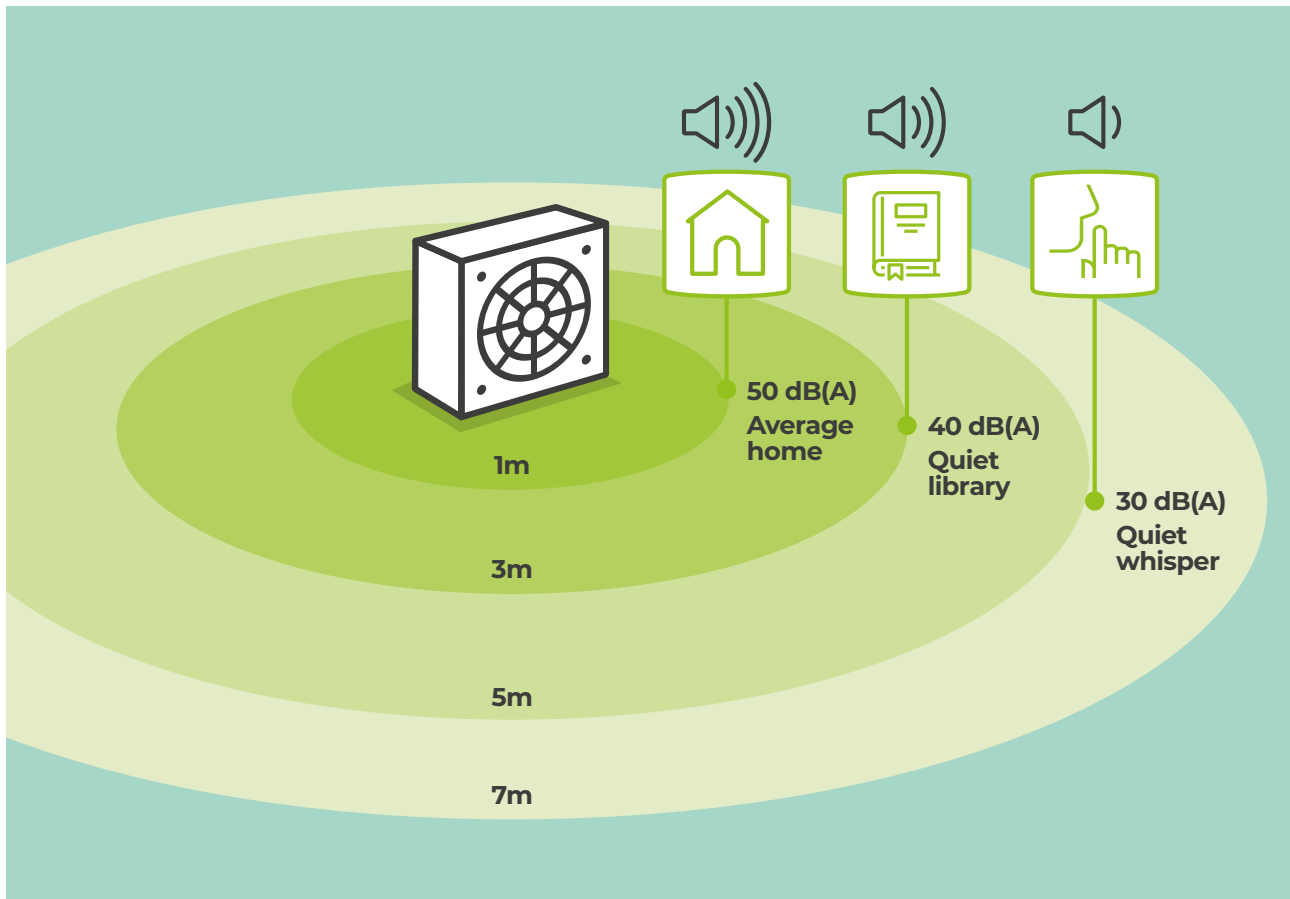 50 dB(A)
Average
home
40 dB(A)
Quiet
library
30 dB(A)
Quiet
whisper
1m
3m
5m
7m